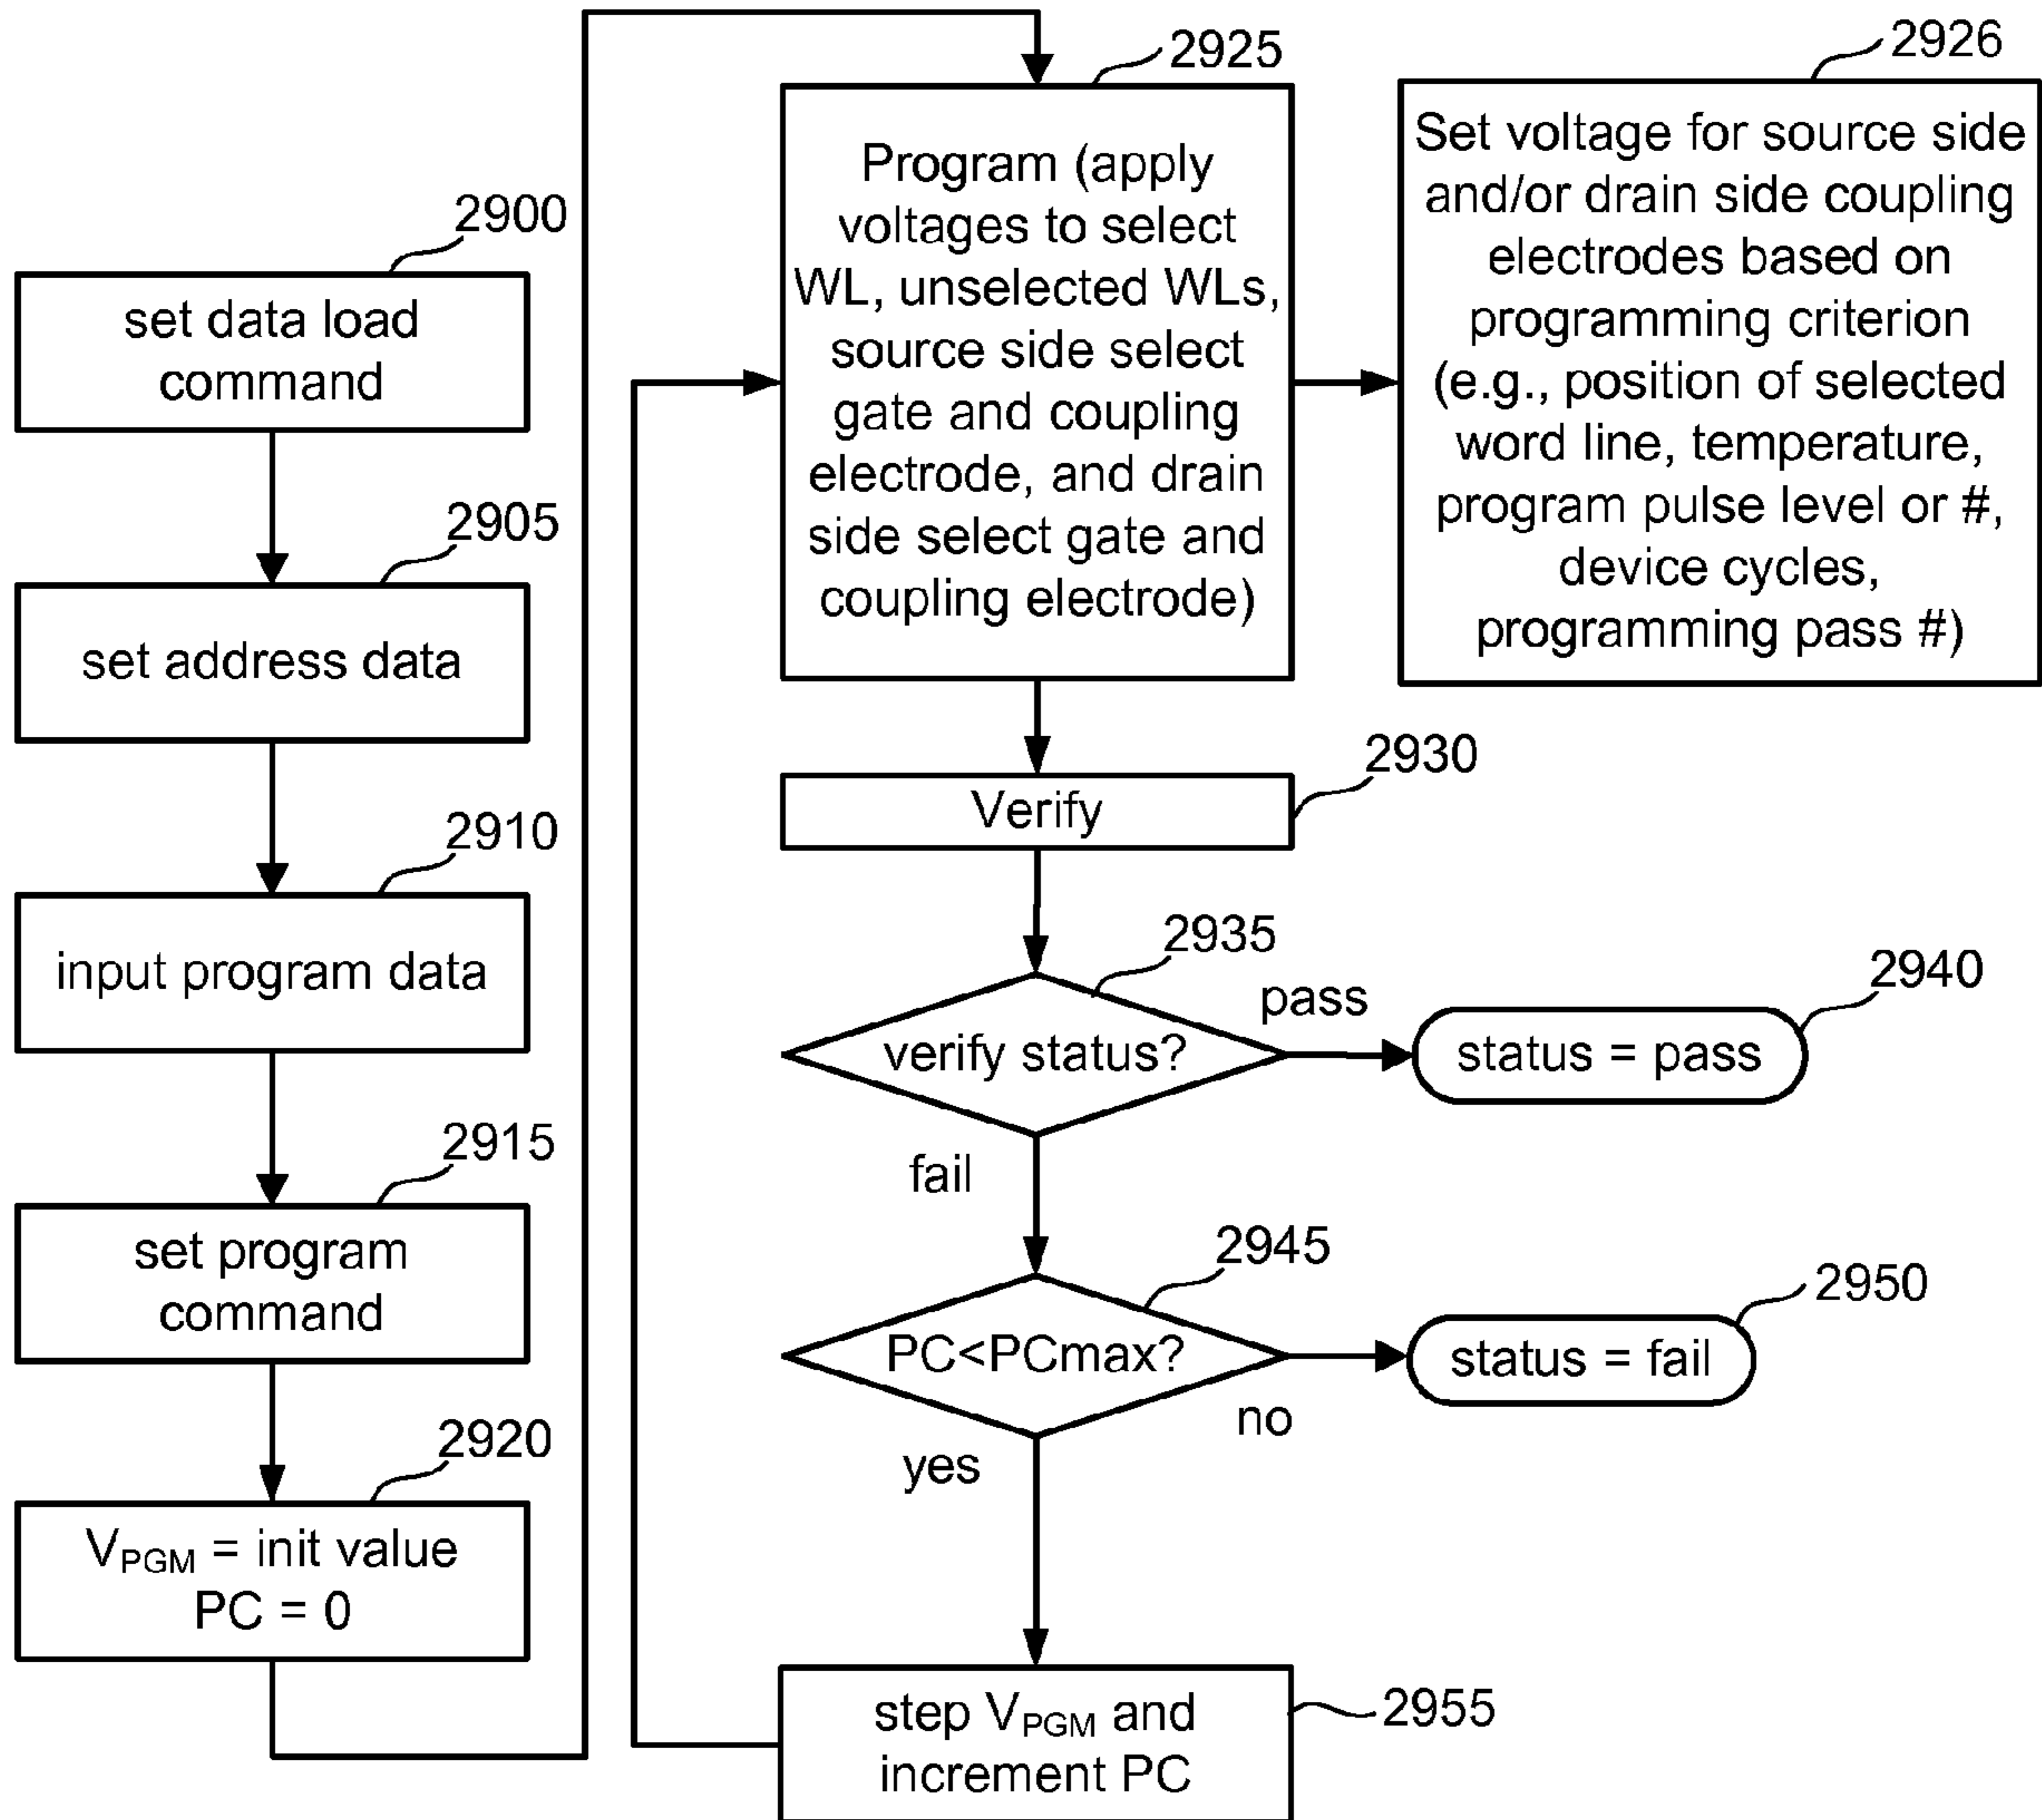 2900
set data load
command
2905
set address data
2910
input program data
2915
set program
command
2920
V_PGM = init value
PC = 0
2925
Program (apply
voltages to select
WL, unselected WLs,
source side select
gate and coupling
electrode, and drain
side select gate and
coupling electrode)
2926
Set voltage for source side
and/or drain side coupling
electrodes based on
programming criterion
(e.g., position of selected
word line, temperature,
program pulse level or #,
device cycles,
programming pass #)
2930
Verify
2935
verify status?
pass
2940
status = pass
fail
2945
PC<PCmax?
no
2950
status = fail
yes
2955
step V_PGM and
increment PC